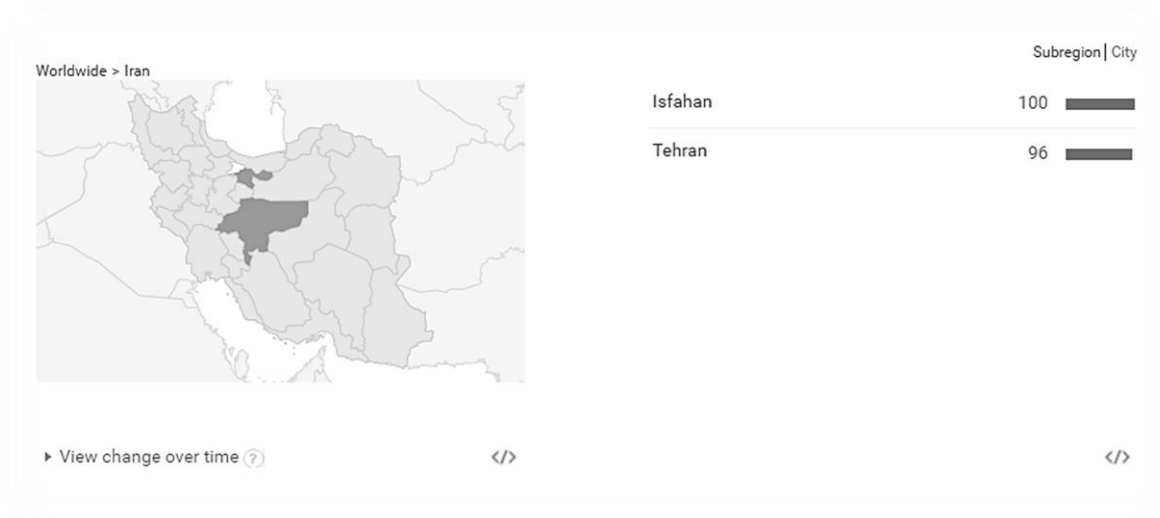 Subregion | City
Worldwide > Iran
Isfahan 100
Tehran 96
View change over time ?
</> </>